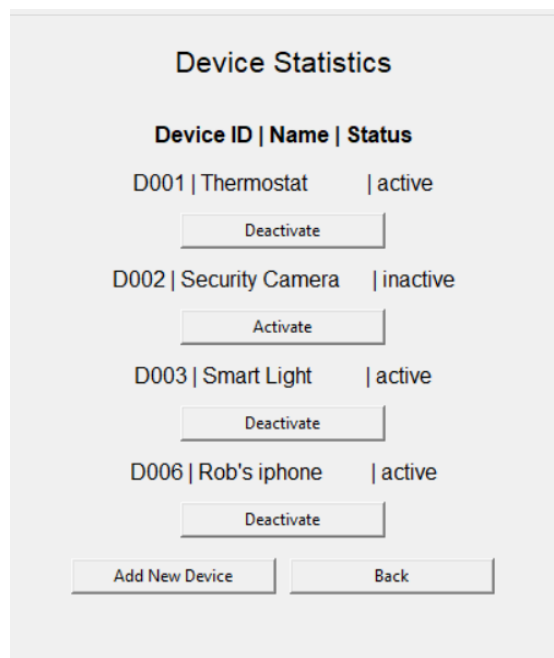 Device Statistics
Device ID | Name | Status
D001 | Thermostat | active
Deactivate
D002 | Security Camera | inactive
Activate
D003 | Smart Light | active
Deactivate
D006 | Rob's iphone | active
Deactivate
Add New Device Back